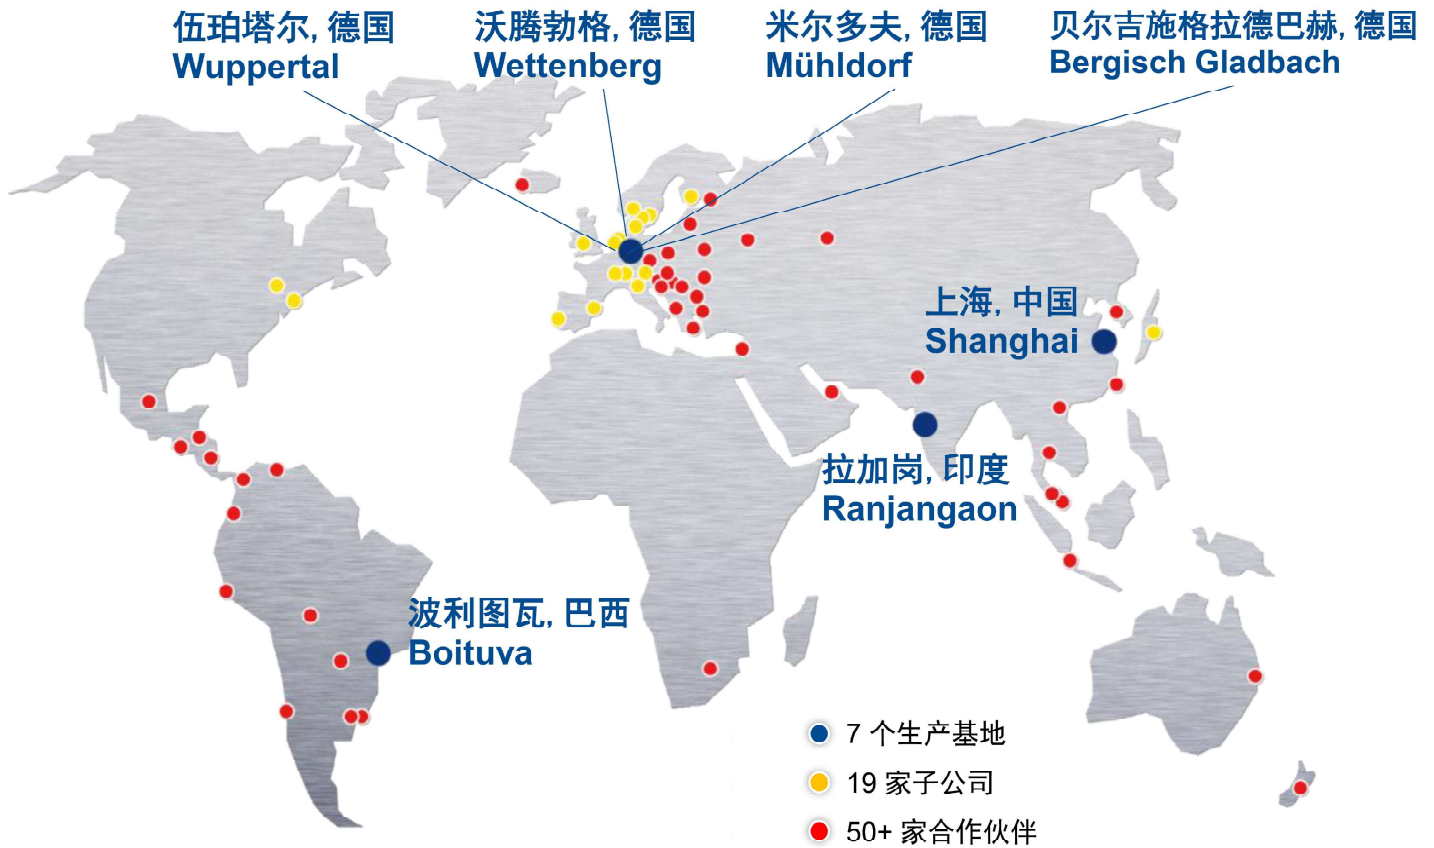 伍珀塔尔, 德国
Wuppertal
沃腾勃格, 德国
Wettenberg
米尔多夫, 德国
Mühldorf
贝尔吉施格拉德巴赫, 德国
Bergisch Gladbach
上海, 中国
Shanghai
拉加岗, 印度
Ranjangaon
波利图瓦, 巴西
Boituva
7 个生产基地
19 家子公司
50+ 家合作伙伴